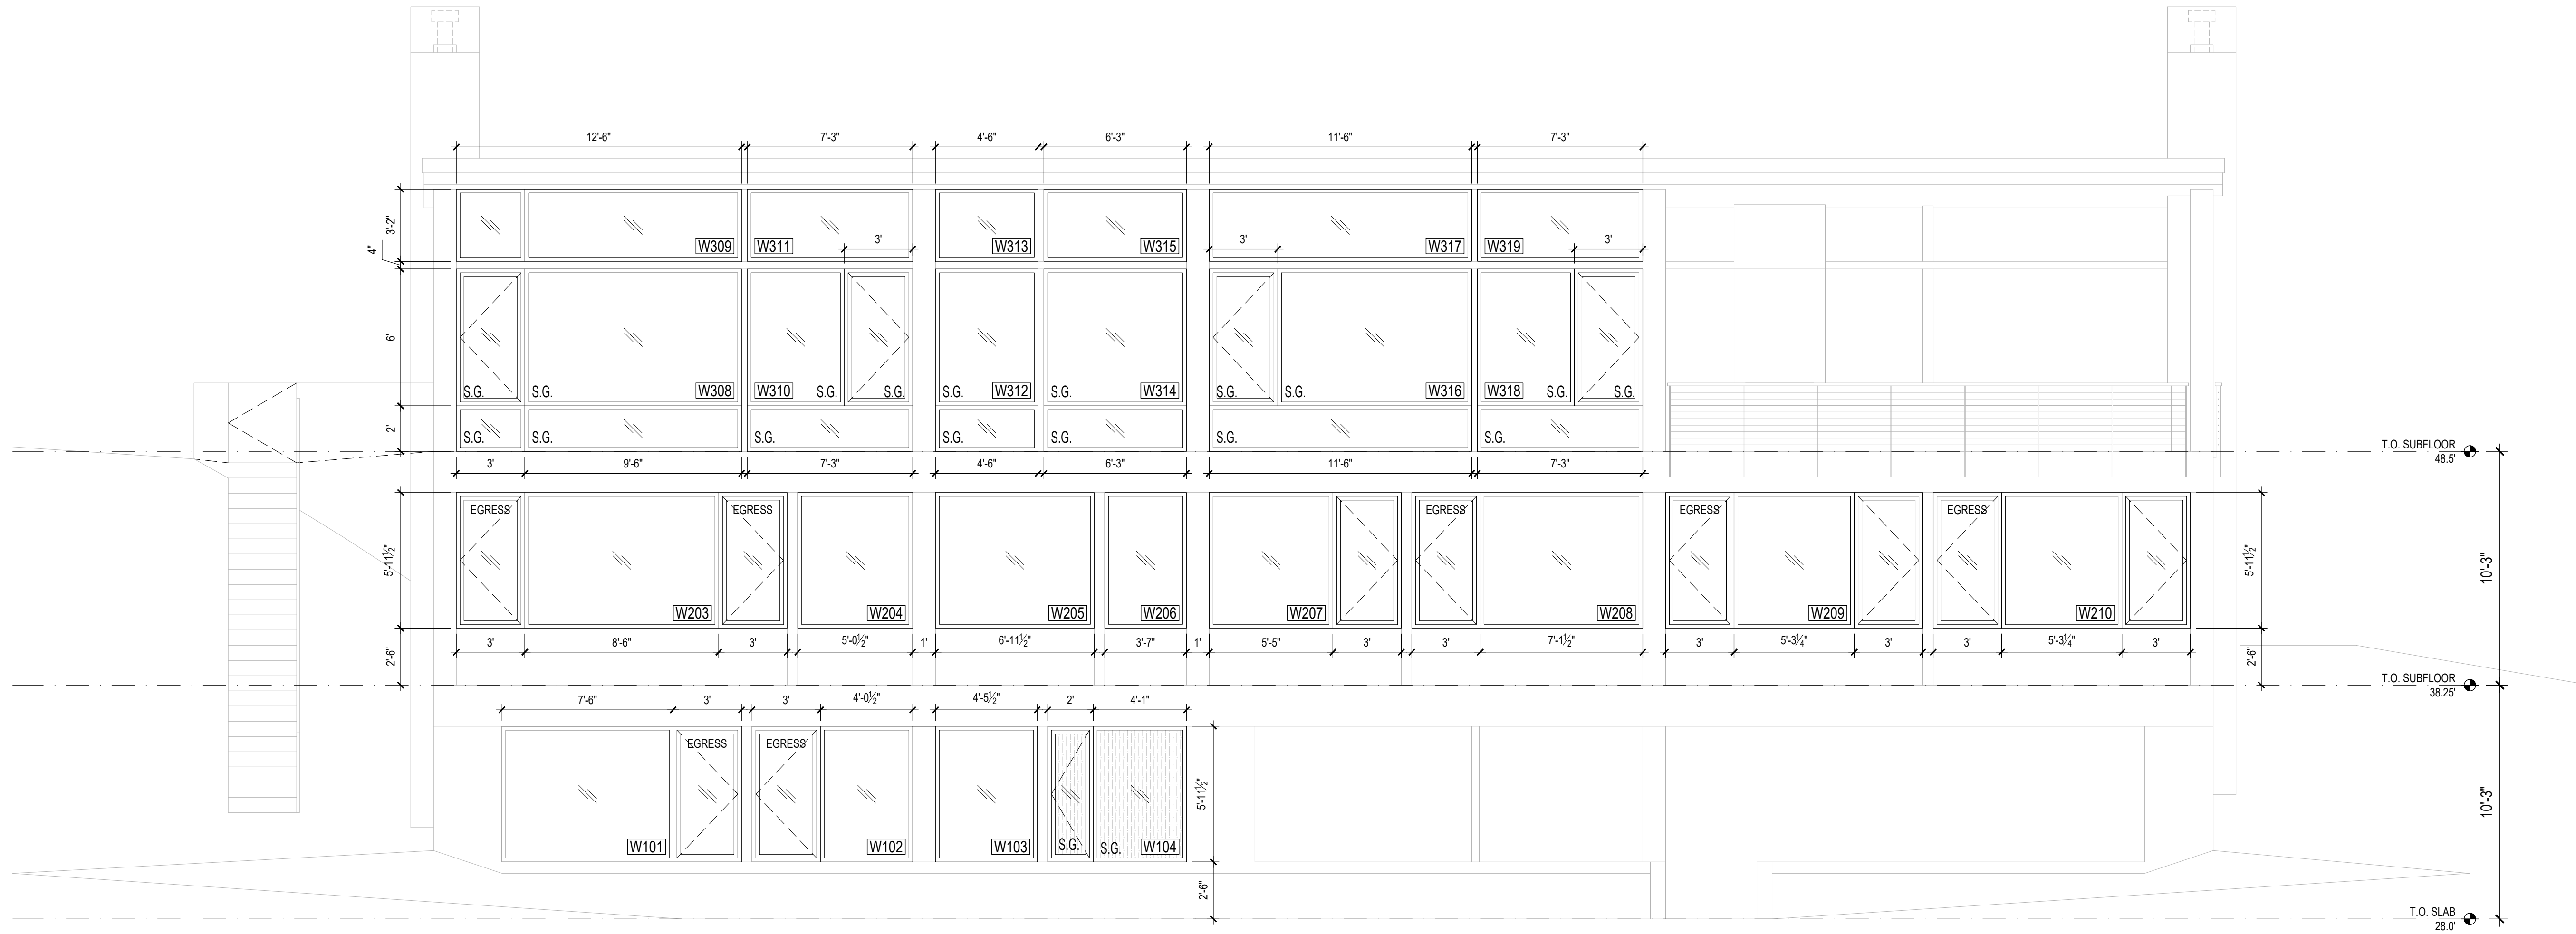 12'-6" 7'-3" 4'-6" 6'-3" 11'-6" 7'-3"
3'-2"
4"
3' 3'
W309 W311 W313 W315 W317 W319
6'
S.G. S.G. W308 W310 S.G. S.G. S.G. W312 S.G. W314 S.G. S.G. W316 W318 S.G. S.G.
2'
S.G. S.G. S.G. S.G. S.G. S.G. S.G.
T.O. SUBFLOOR
48.5'
3' 9'-6" 7'-3" 4'-6" 6'-3" 11'-6" 7'-3"
EGRESS EGRESS EGRESS EGRESS EGRESS
5'-11½" 5'-11½" 10'-3"
W203 W204 W205 W206 W207 W208 W209 W210
3' 8'-6" 3' 5'-0½" 1' 6'-11½" 3'-7" 1' 5'-5" 3' 3' 7'-1½" 3' 5'-3¼" 3' 3' 5'-3¼" 3'
2'-6" 2'-6"
T.O. SUBFLOOR
38.25'
7'-6" 3' 3' 4'-0½" 4'-5½" 2' 4'-1"
EGRESS EGRESS
5'-11½" 10'-3"
W101 W102 W103 S.G. S.G. W104
2'-6"
T.O. SLAB
28.0'